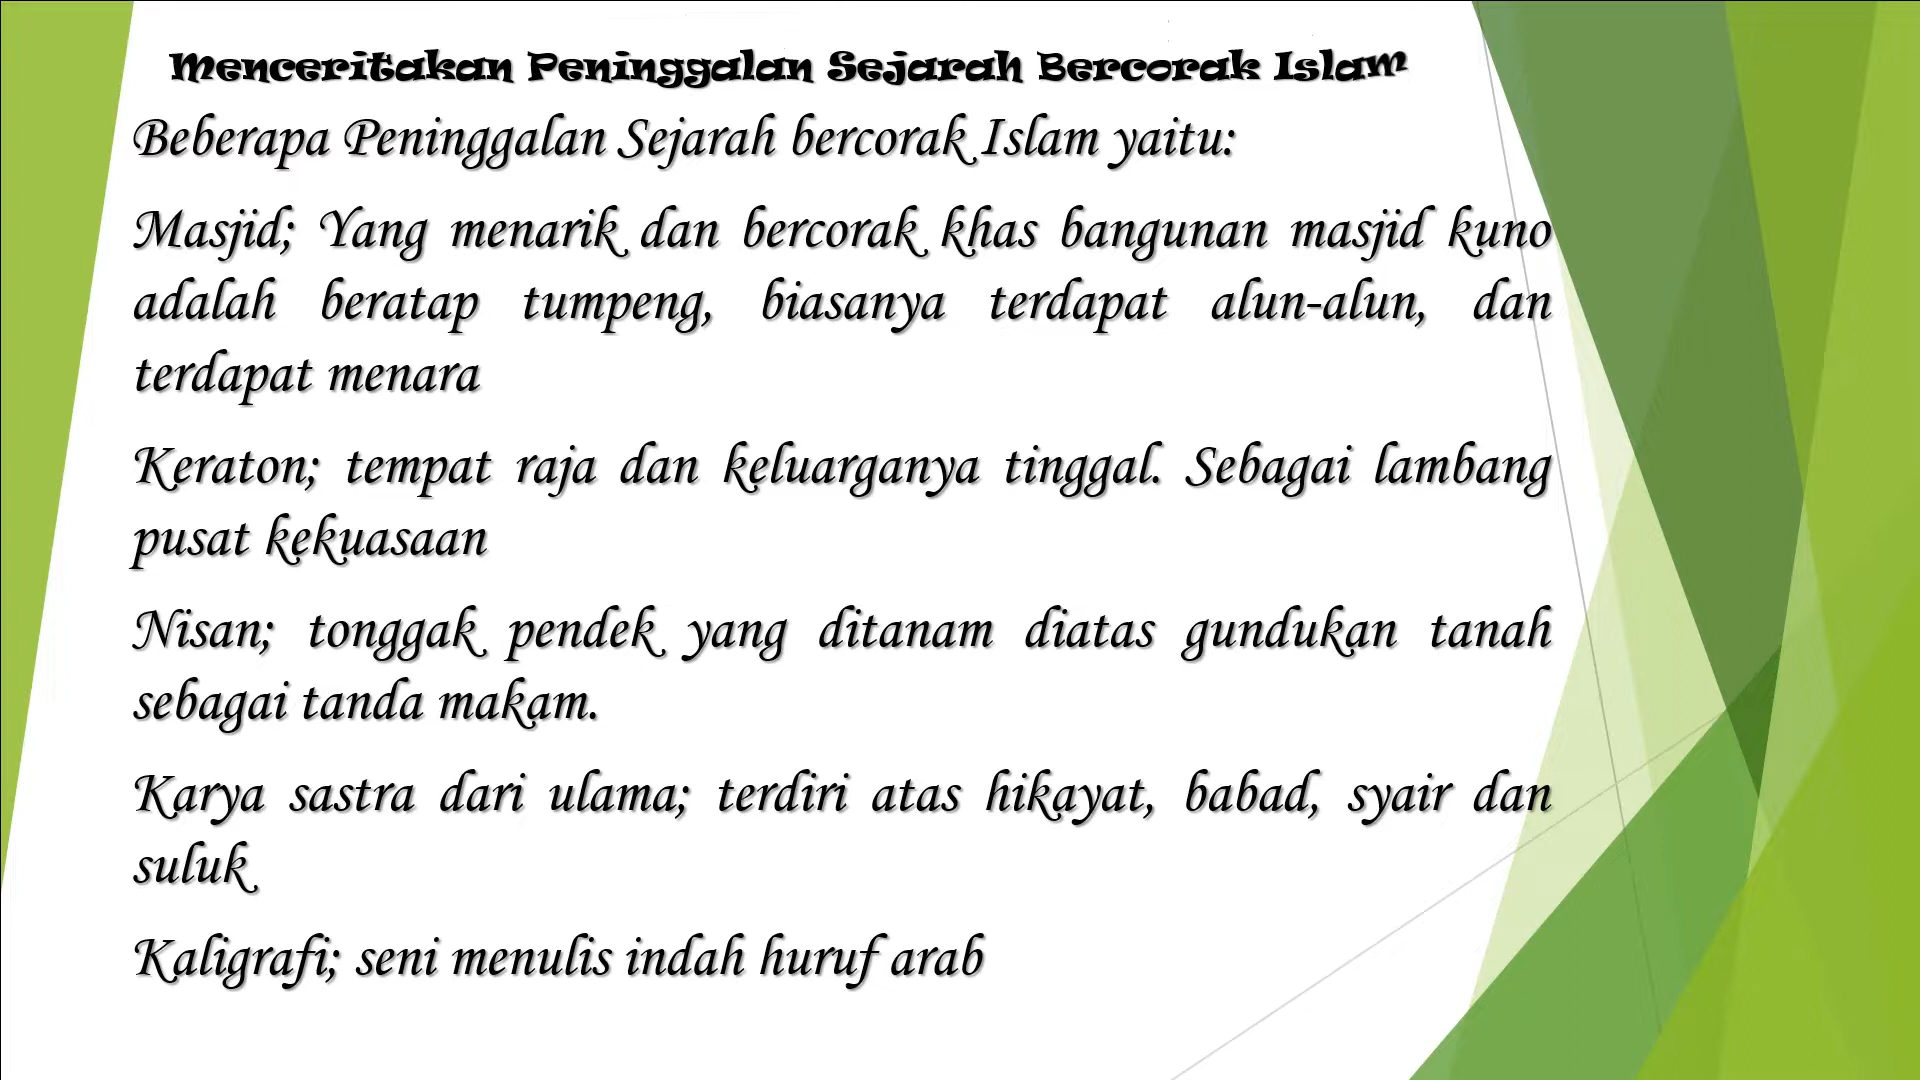 Menceritakan Peninggalan Sejarah Bercorak Islam
Beberapa Peninggalan Sejarah bercorak Islam yaitu:
Masjid; Yang menarik dan bercorak khas bangunan masjid kuno
adalah beratap tumpeng, biasanya terdapat alun-alun, dan
terdapat menara
Keraton; tempat raja dan keluarganya tinggal. Sebagai lambang
pusat kekuasaan
Nisan; tonggak pendek yang ditanam diatas gundukan tanah
sebagai tanda makam.
Karya sastra dari ulama; terdiri atas hikayat, babad, syair dan
suluk
Kaligrafi; seni menulis indah huruf arab